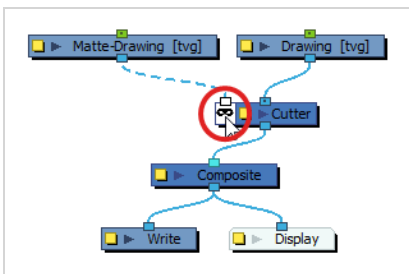 Matte-Drawing [tvg]
Drawing [tvg]
Cutter
Composite
Write
Display